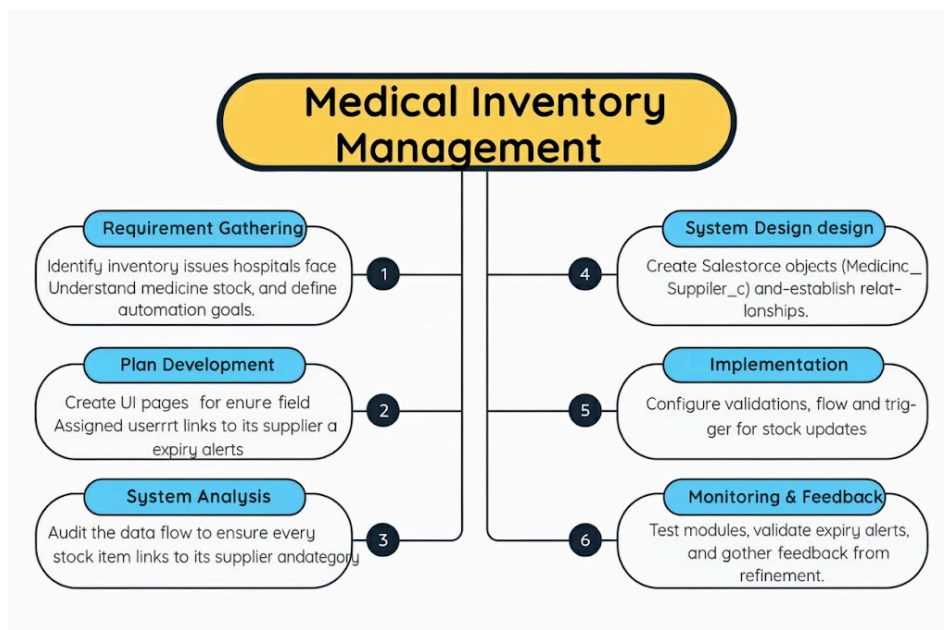 Medical Inventory
Management
Requirement Gathering
Identify inventory issues hospitals face
Understand medicine stock, and define
automation goals.
1
Plan Development
Create UI pages for enure field
Assigned userrrt links to its supplier a
expiry alerts
2
System Analysis
Audit the data flow to ensure every
stock item links to its supplier andategory
3
System Design design
Create Salestorce objects (Medicinc_
Suppiler_c) and-establish relat-
lonships.
4
Implementation
Configure validations, flow and trig-
ger for stock updates
5
Monitoring & Feedback
Test modules, validate expiry alerts,
and gother feedback from
refinement.
6